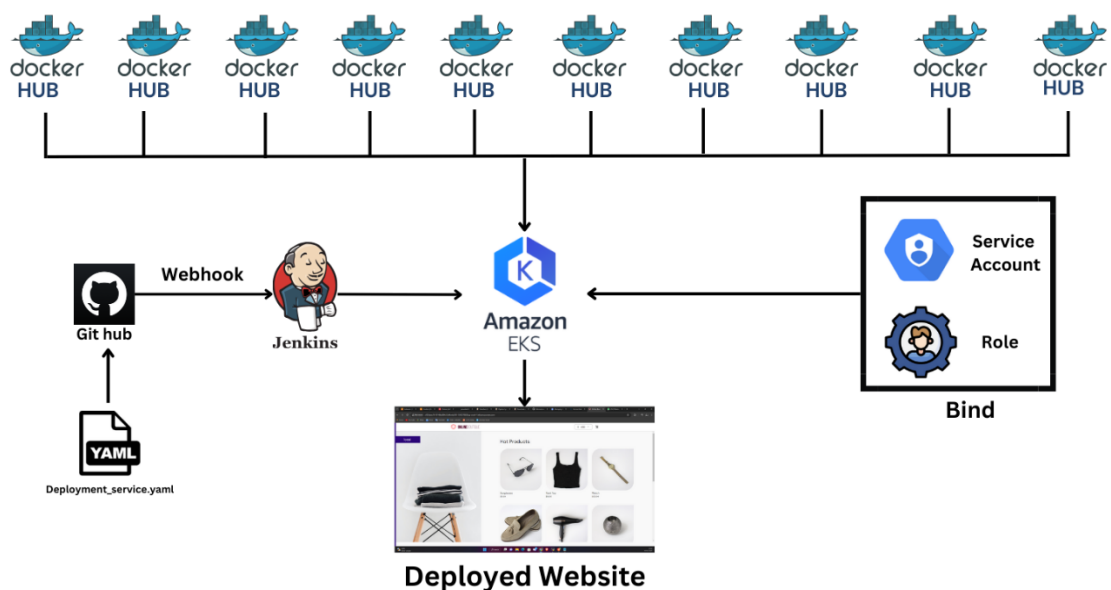 docker
HUB
docker
HUB
docker
HUB
docker
HUB
docker
HUB
docker
HUB
docker
HUB
docker
HUB
docker
HUB
docker
HUB
Webhook
Git hub
Jenkins
K
Amazon
EKS
Service
Account
Role
Bind
YAML
Deployment_service.yaml
Hot Products
Deployed Website